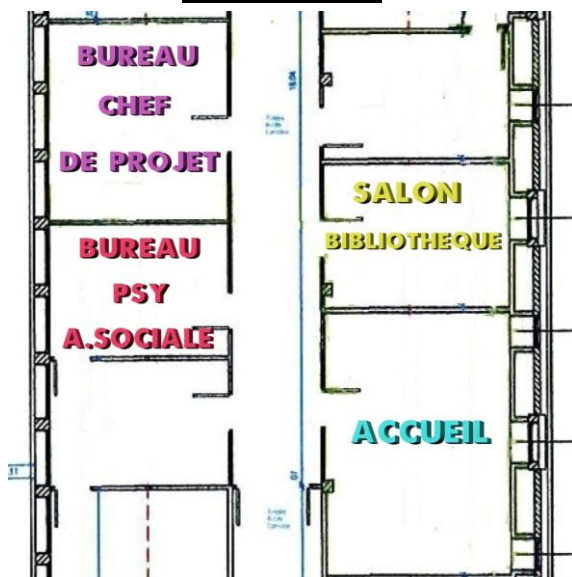 BUREAU
CHEF
DE PROJET
BUREAU
PSY
A.SOCIALE
SALON
BIBLIOTHEQUE
ACCUEIL